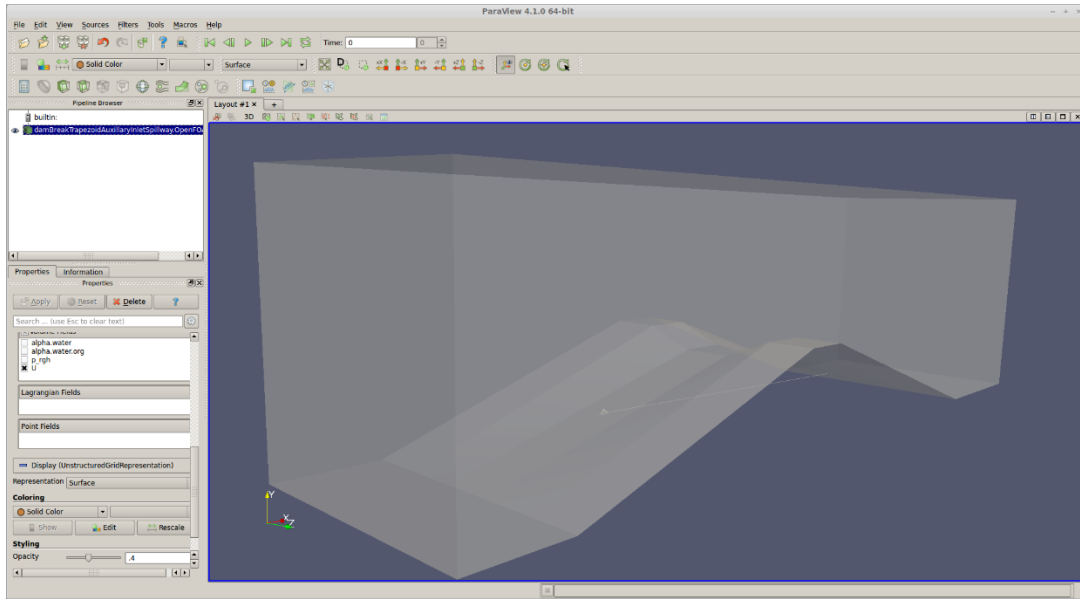 ParaView 4.1.0 64-bit
File Edit View Sources Filters Tools Macros Help
Time: 0 0
Solid Color Surface
Pipeline Browser
Layout #1 × +
3D
builtin:
damBreakTrapezoidAuxiliaryInletSpillway.OpenFO
Properties Information
Properties
Apply Reset Delete ?
Search ... (use Esc to clear text)
Volume Fields
alpha.water
alpha.water.org
p_rgh
U
Lagrangian Fields
Point Fields
Display (UnstructuredGridRepresentation)
Representation Surface
Coloring
Solid Color
Show Edit Rescale
Styling
Opacity .4
Y
X
Z